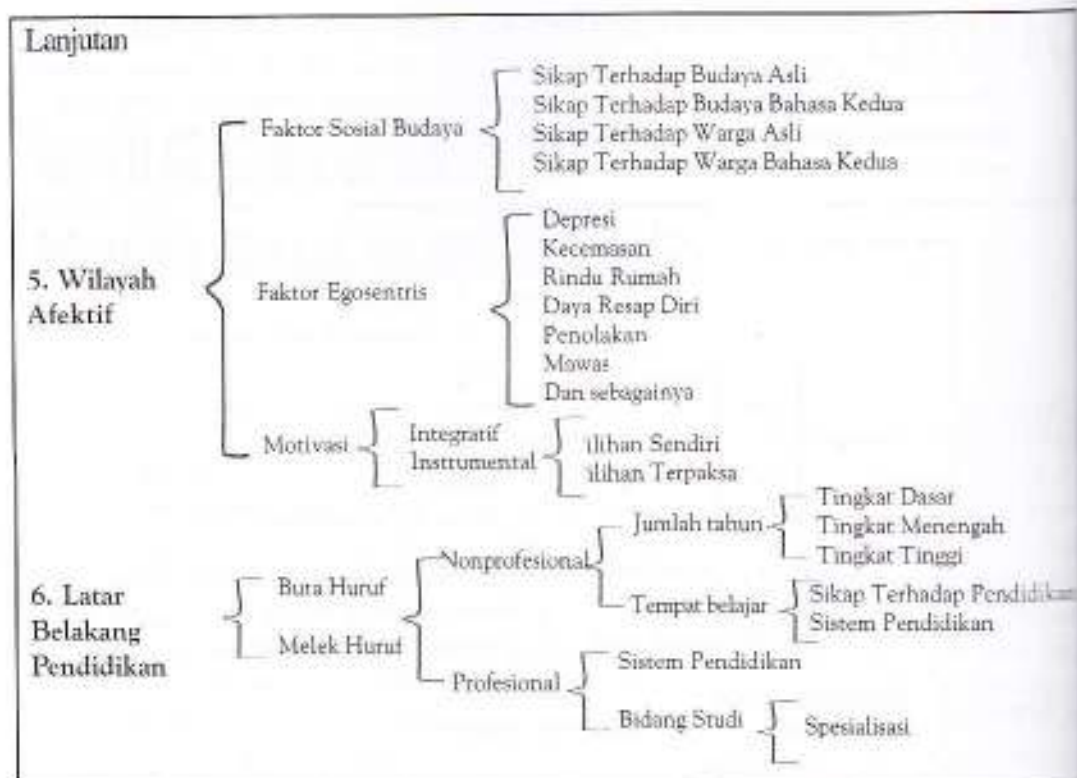 Lanjutan
5. Wilayah
Afektif
Faktor Sosial Budaya
Sikap Terhadap Budaya Asli
Sikap Terhadap Budaya Bahasa Kedua
Sikap Terhadap Warga Asli
Sikap Terhadap Warga Bahasa Kedua
Faktor Egosentris
Depresi
Kecemasan
Rindu Rumah
Daya Resap Diri
Penolakan
Mawas
Dan sebagainya
Motivasi
Integratif
Instrumental
ilihan Sendiri
ilihan Terpaksa
6. Latar
Belakang
Pendidikan
Buta Huruf
Melek Huruf
Nonprofesional
Jumlah tahun
Tingkat Dasar
Tingkat Menengah
Tingkat Tinggi
Tempat belajar
Sikap Terhadap Pendidikan
Sistem Pendidikan
Profesional
Sistem Pendidikan
Bidang Studi
Spesialisasi